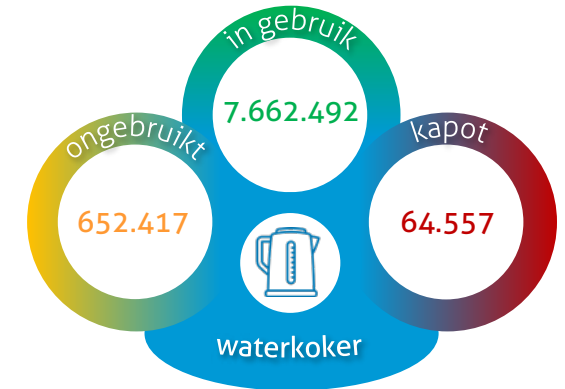 in gebruik
7.662.492
ongebruikt
652.417
kapot
64.557
waterkoker